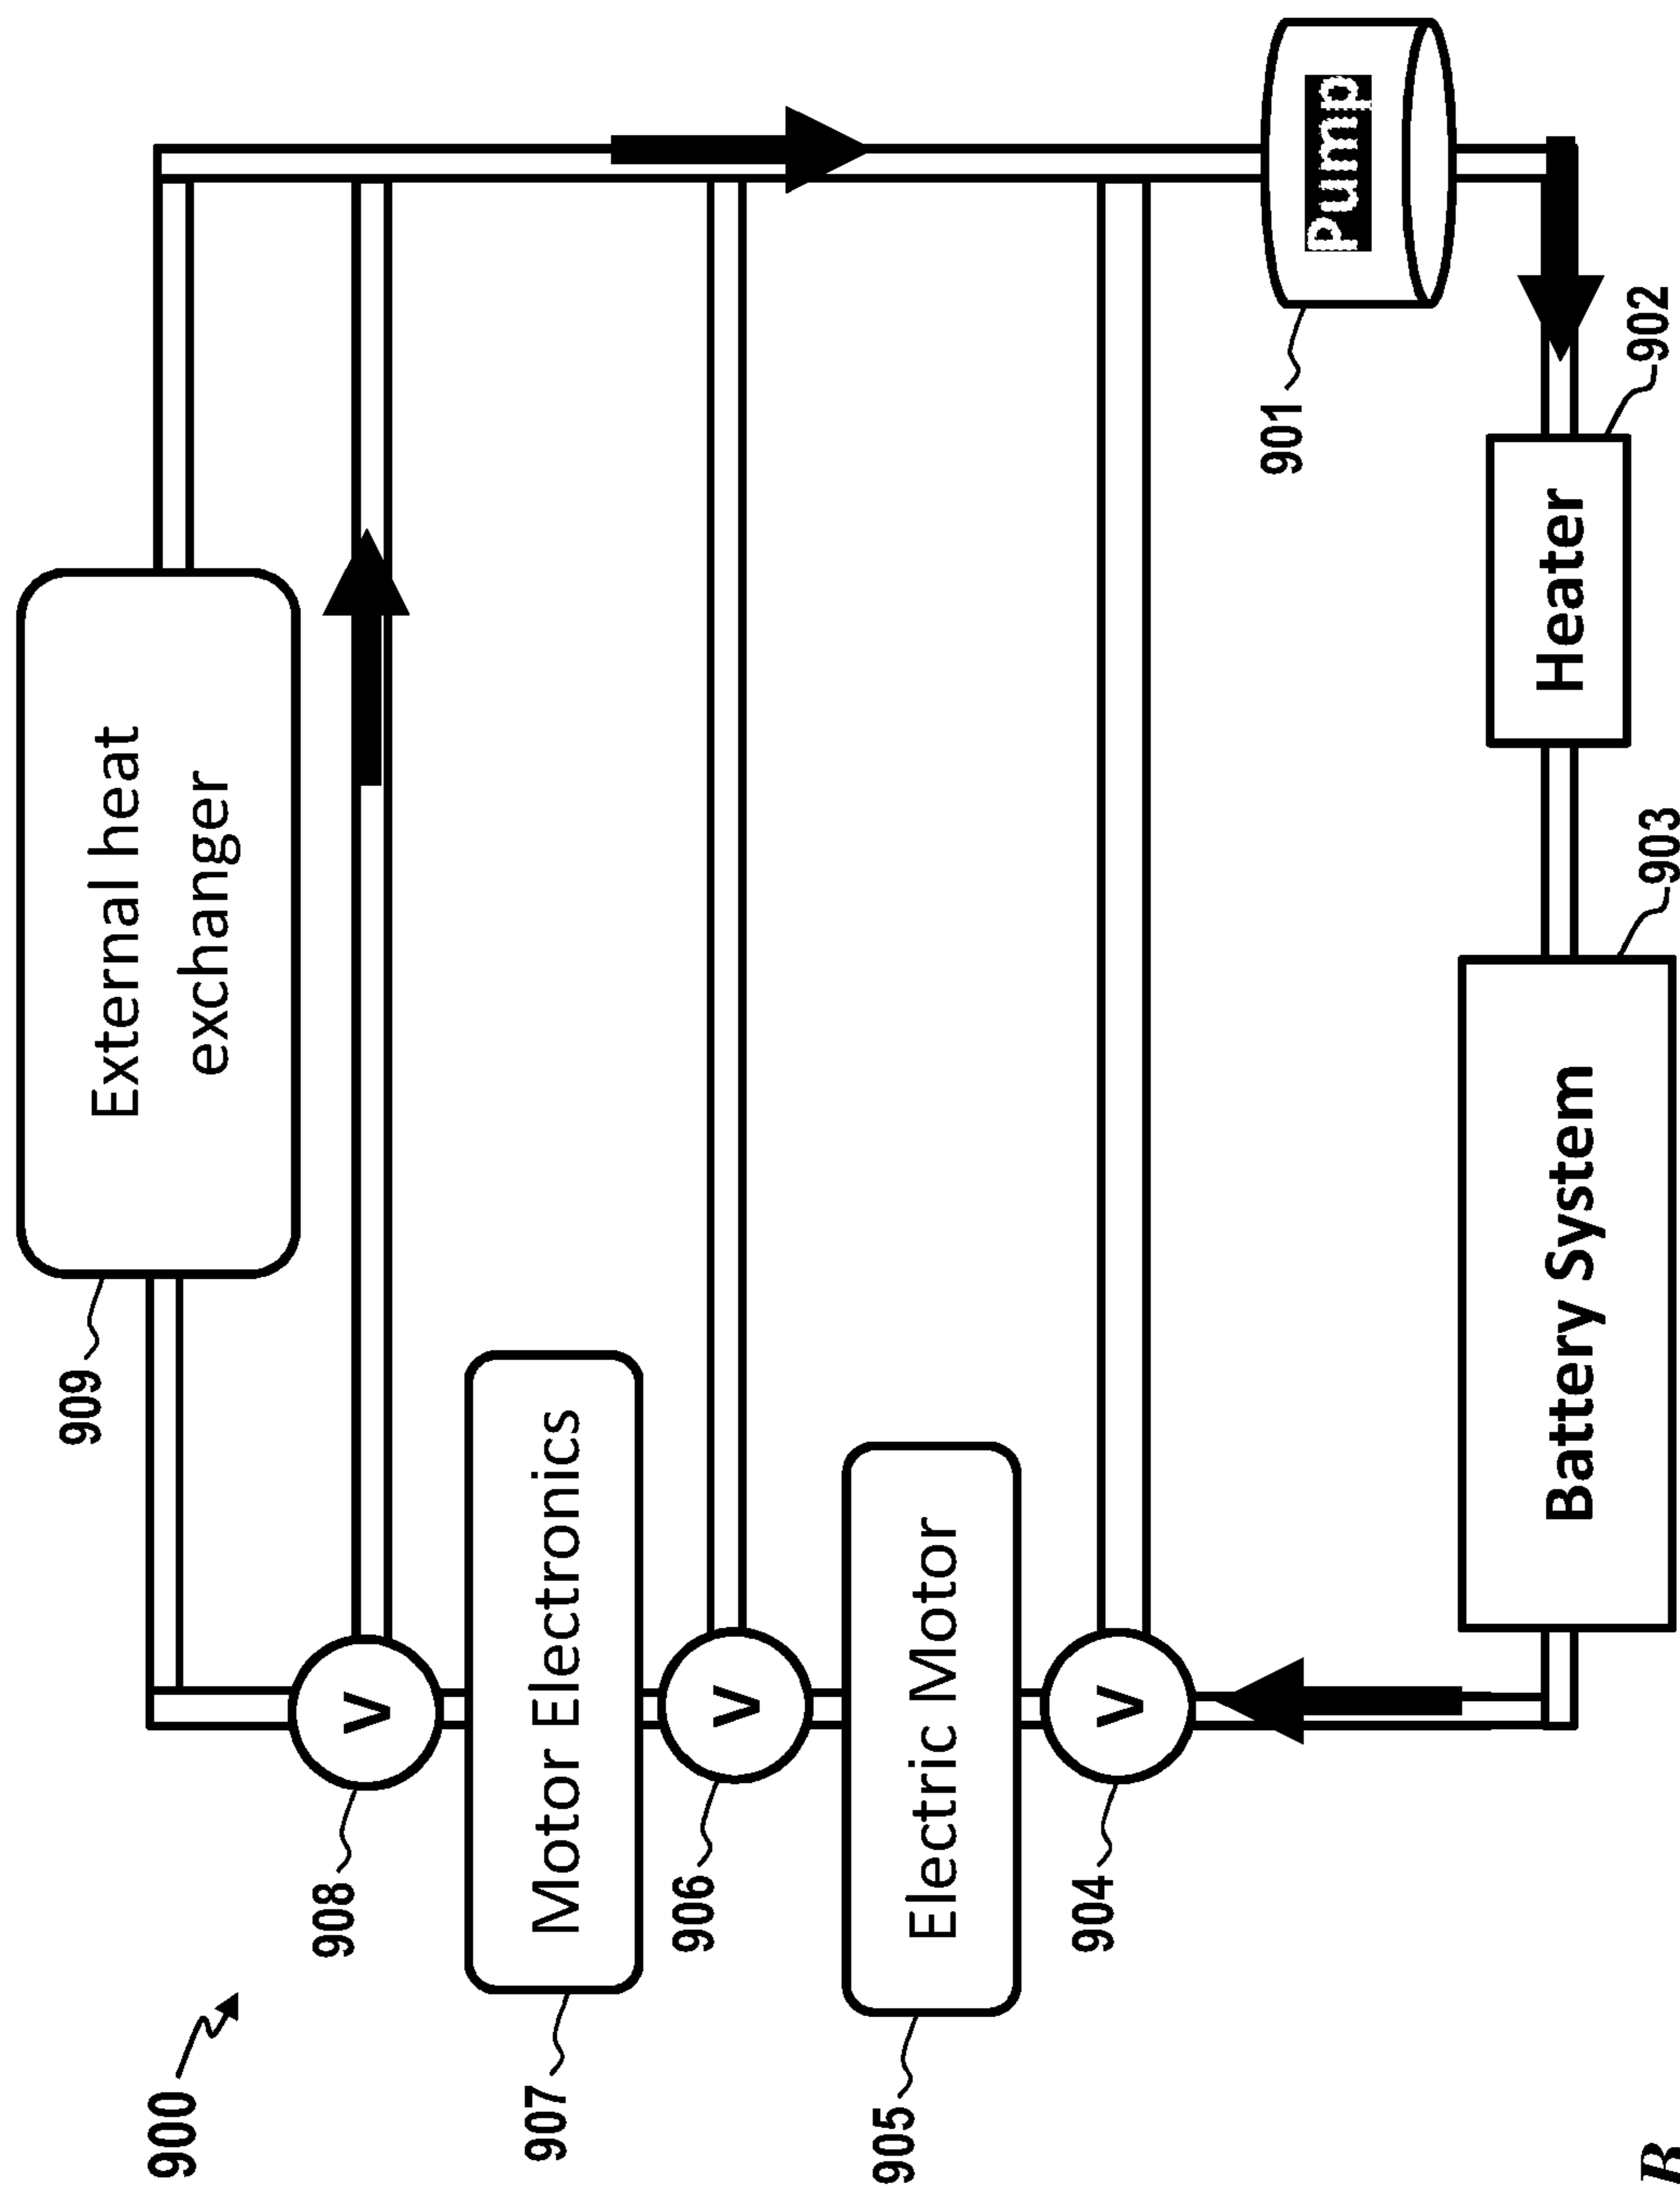 900
909
External heat
exchanger
908
V
907
Motor Electronics
906
V
905
Electric Motor
904
V
901
Pump
Battery System
Heater
903
902
B